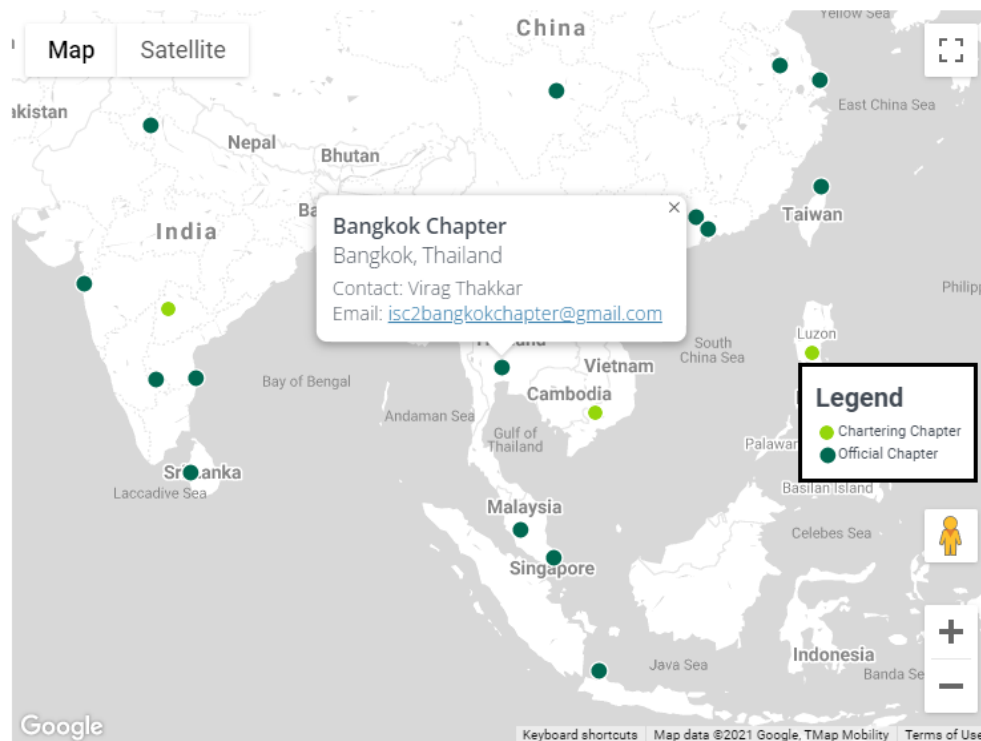 Yellow Sea
China
Map
Satellite
akistan
East China Sea
Nepal
Bhutan
Taiwan
India
Ba
Bangkok Chapter
Bangkok, Thailand
Contact: Virag Thakkar
Email: isc2bangkokchapter@gmail.com
Philipp
Luzon
South
China Sea
Vietnam
Bay of Bengal
Cambodia
Andaman Sea
Gulf of
Thailand
Legend
Chartering Chapter
Official Chapter
Palawan
Sri Lanka
Laccadive Sea
Basilan Island
Malaysia
Celebes Sea
Singapore
Indonesia
Java Sea
Banda Se
Google
Keyboard shortcuts
Map data ©2021 Google, TMap Mobility
Terms of Use